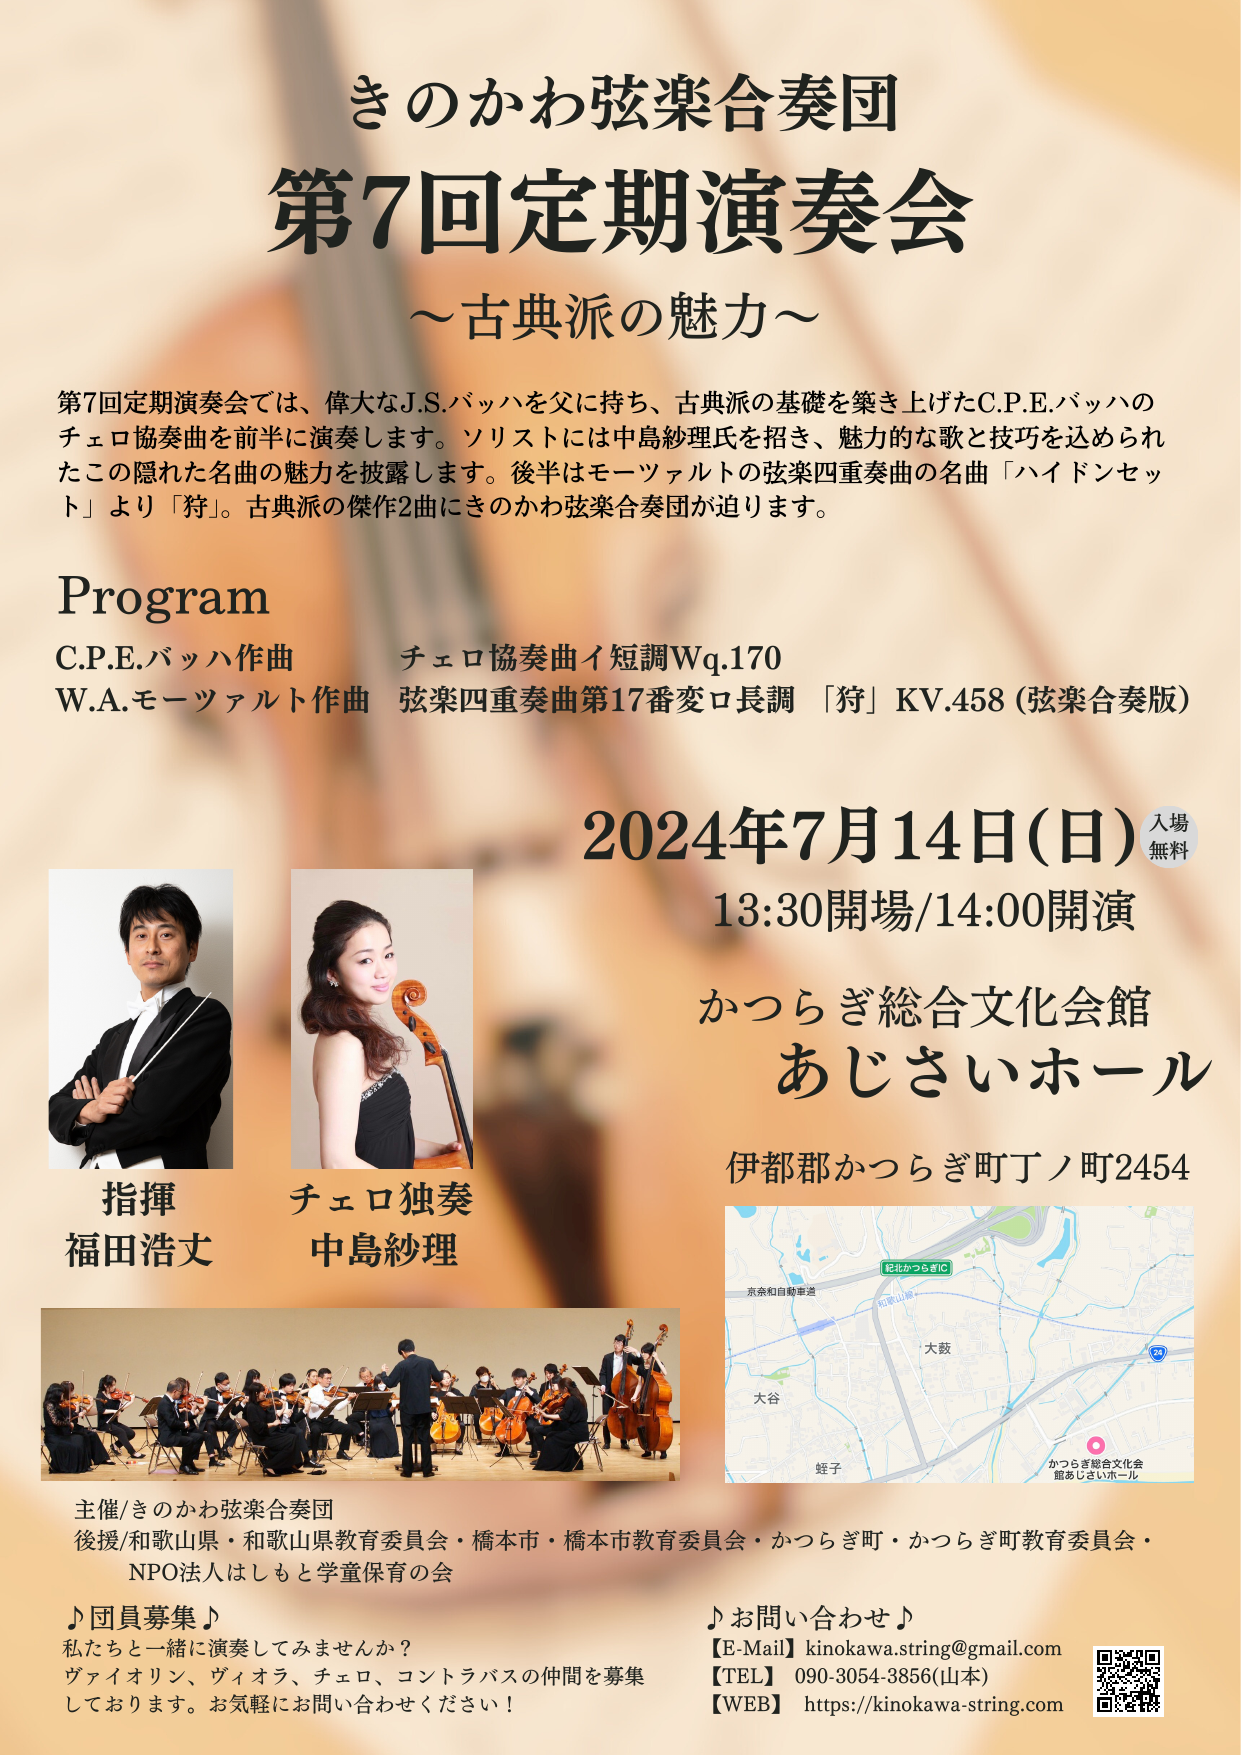 きのかわ弦楽合奏団
第7回定期演奏会
～古典派の魅力～
第7回定期演奏会では、偉大なJ.S.バッハを父に持ち、古典派の基礎を築き上げたC.P.E.バッハの
チェロ協奏曲を前半に演奏します。ソリストには中島紗理氏を招き、魅力的な歌と技巧を込められ
たこの隠れた名曲の魅力を披露します。後半はモーツァルトの弦楽四重奏曲の名曲「ハイドンセッ
ト」より「狩」。古典派の傑作2曲にきのかわ弦楽合奏団が迫ります。
Program
C.P.E.バッハ作曲 チェロ協奏曲イ短調Wq.170
W.A.モーツァルト作曲 弦楽四重奏曲第17番変ロ長調 「狩」KV.458 (弦楽合奏版)
2024年7月14日(日)
入場
無料
13:30開場/14:00開演
かつらぎ総合文化会館
あじさいホール
伊都郡かつらぎ町丁ノ町2454
指揮
福田浩丈
チェロ独奏
中島紗理
紀北かつらぎIC
京奈和自動車道
和歌山線
大薮
24
大谷
蛭子
かつらぎ総合文化会
館あじさいホール
主催/きのかわ弦楽合奏団
後援/和歌山県・和歌山県教育委員会・橋本市・橋本市教育委員会・かつらぎ町・かつらぎ町教育委員会・
NPO法人はしもと学童保育の会
♪団員募集♪
私たちと一緒に演奏してみませんか？
ヴァイオリン、ヴィオラ、チェロ、コントラバスの仲間を募集
しております。お気軽にお問い合わせください！
♪お問い合わせ♪
【E-Mail】kinokawa.string@gmail.com
【TEL】 090-3054-3856(山本)
【WEB】 https://kinokawa-string.com